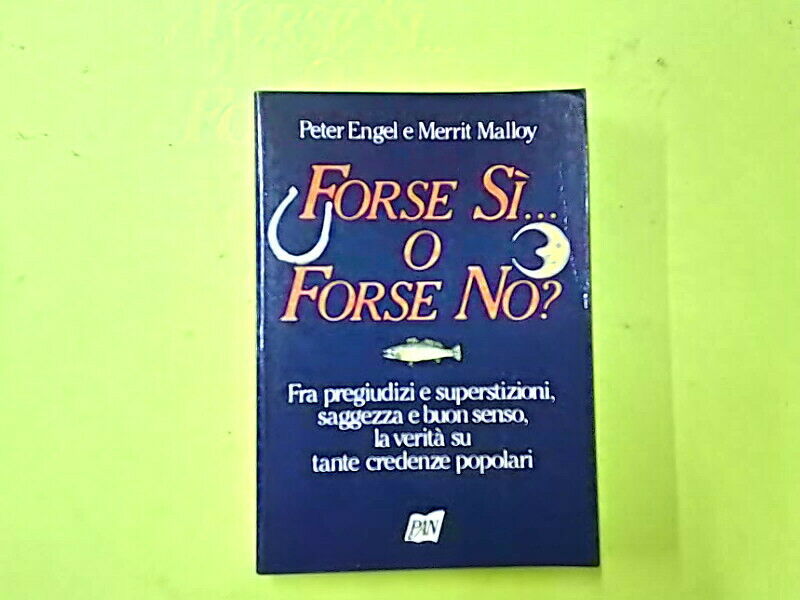 Peter Engel e Merrit Malloy
FORSE SÌ...
O
FORSE NO?
Fra pregiudizi e superstizioni,
saggezza e buon senso,
la verità su
tante credenze popolari
PAN